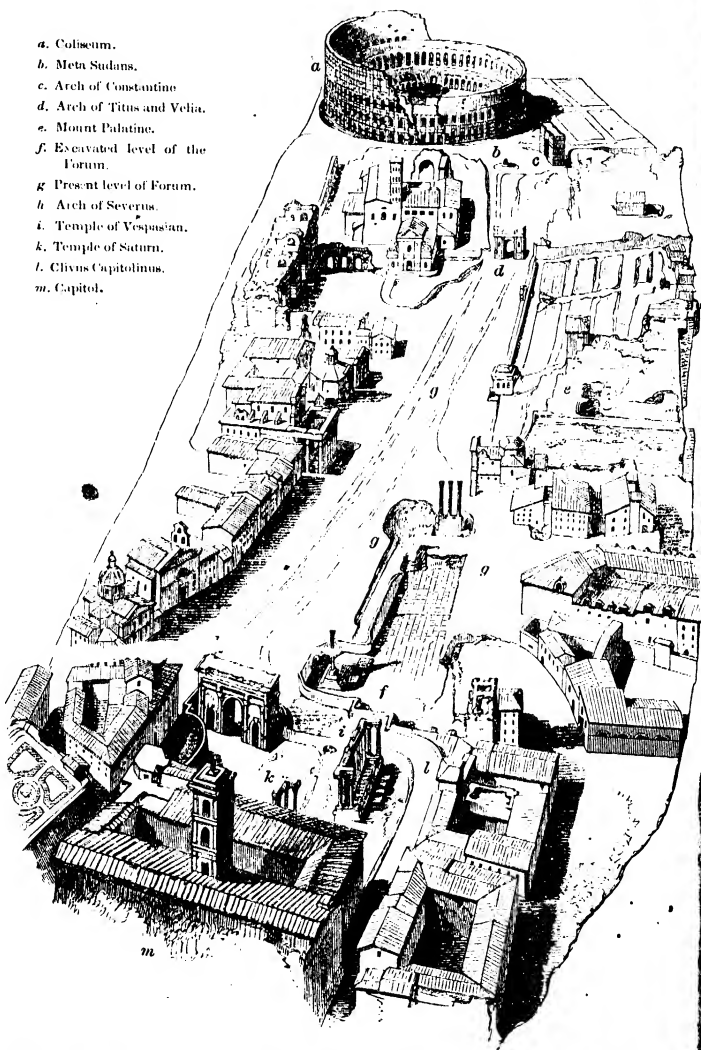 a. Coliseum.
b. Meta Sudans.
c. Arch of Constantine
d. Arch of Titus and Velia.
e. Mount Palatine.
f. Excavated level of the
Forum.
g Present level of Forum.
h Arch of Severus.
i. Temple of Vespasian.
k. Temple of Saturn.
l. Clivus Capitolinus.
m. Capitol.
a
b
c
d
g
e
g
g
f
i
k
l
m